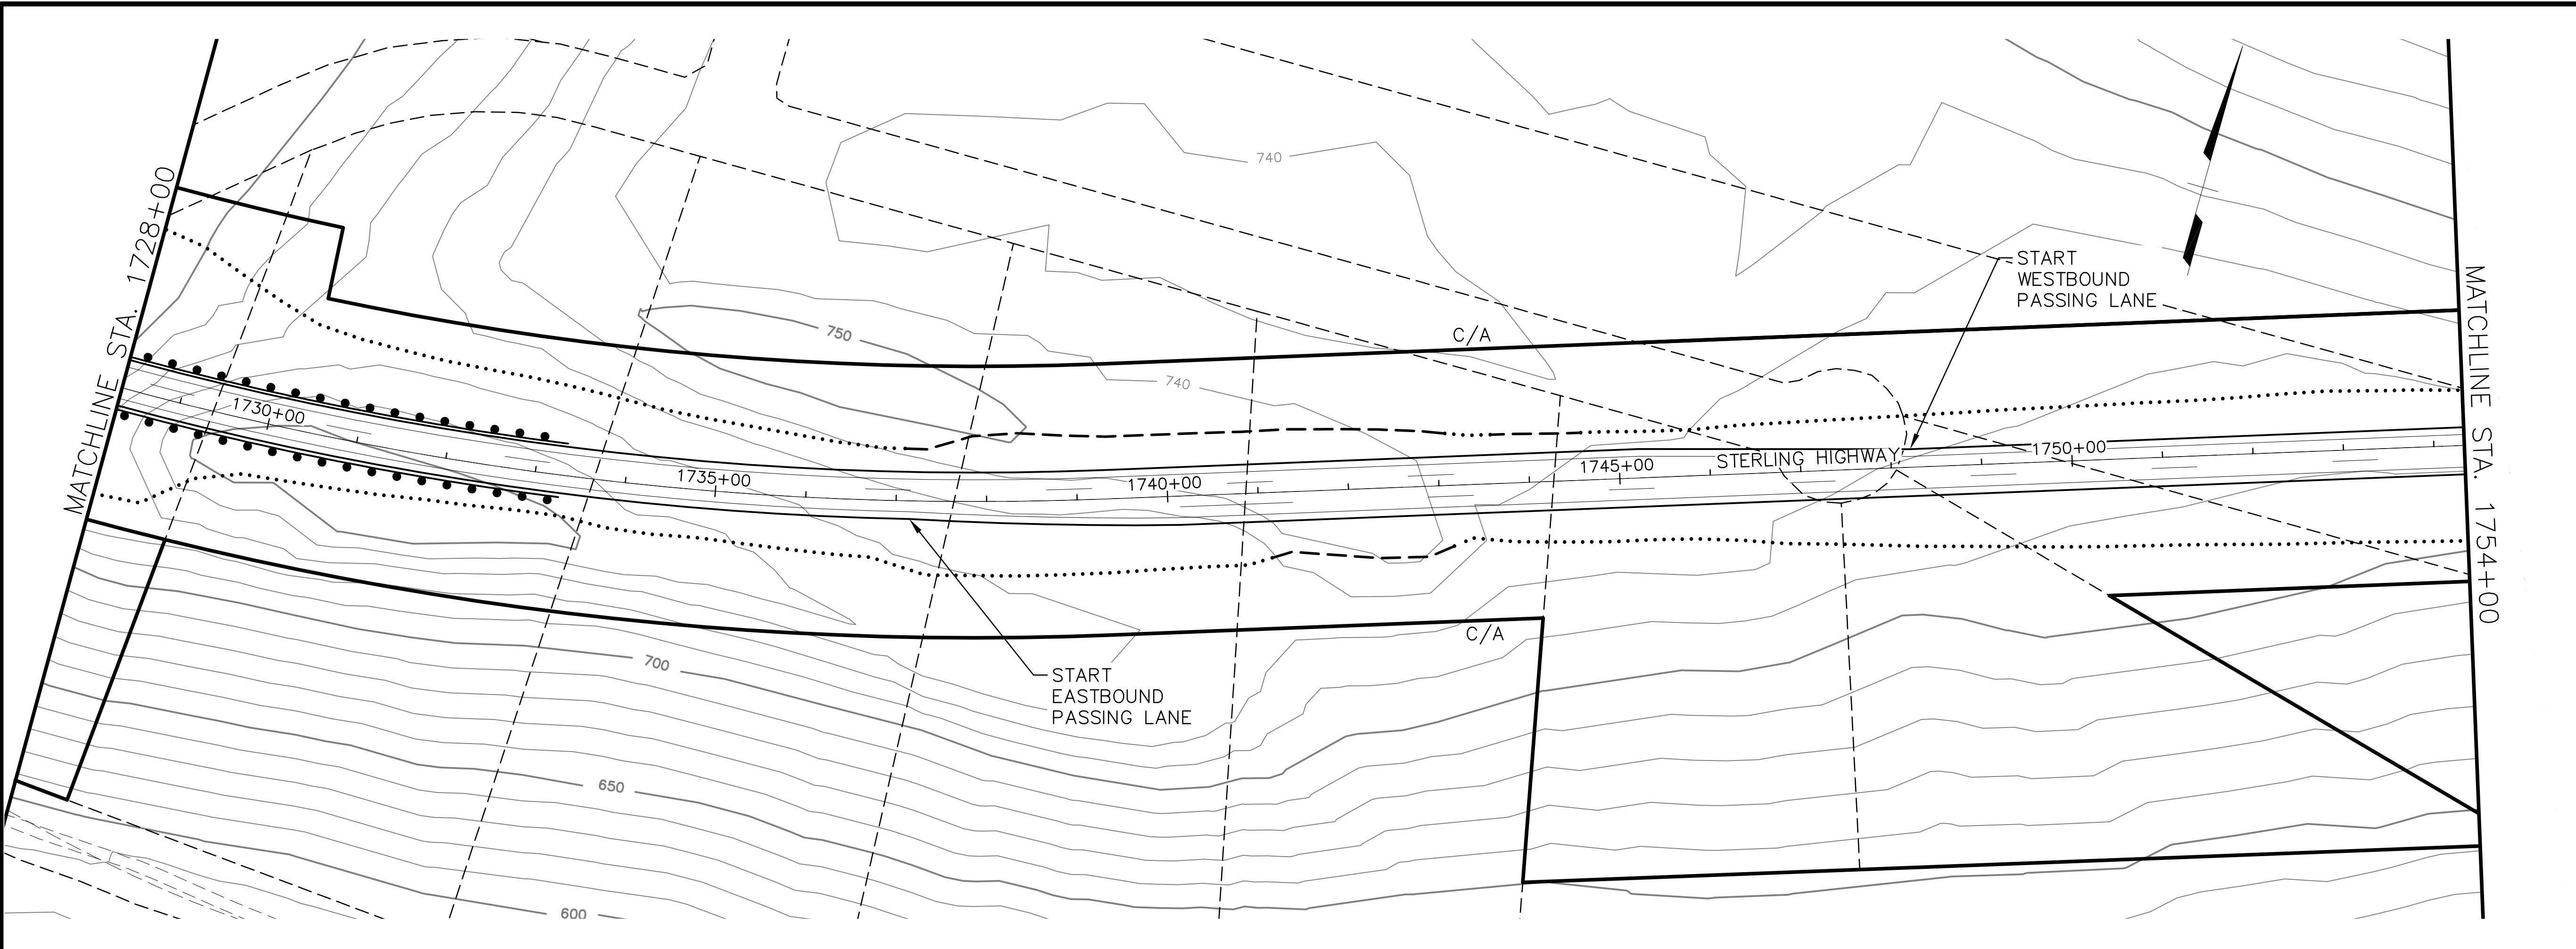 MATCHLINE STA. 1728+00
740
START
WESTBOUND
PASSING LANE
MATCHLINE STA. 1754+00
750
C/A
740
1730+00
1735+00
1740+00
1745+00
STERLING HIGHWAY
1750+00
C/A
START
EASTBOUND
PASSING LANE
700
650
600